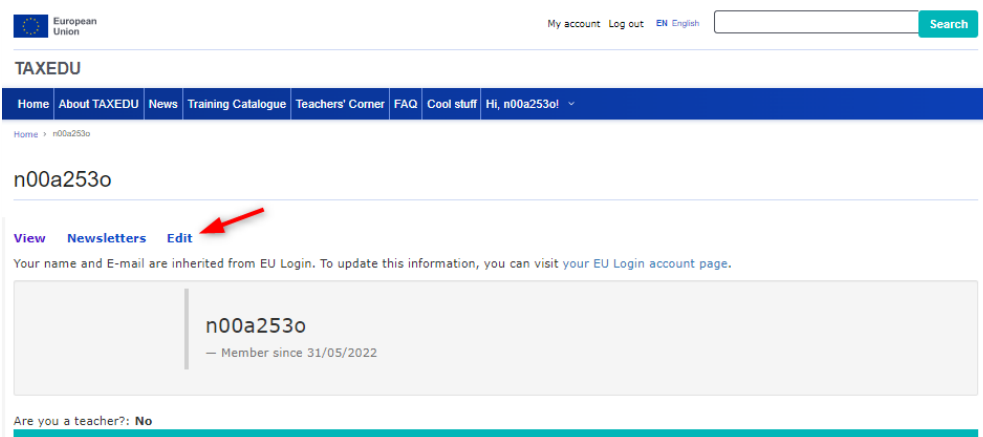 European
Union
My account Log out EN English
Search
TAXEDU
Home About TAXEDU News Training Catalogue Teachers' Corner FAQ Cool stuff Hi, n00a253o!
Home > n00a253o
n00a253o
View Newsletters Edit
Your name and E-mail are inherited from EU Login. To update this information, you can visit your EU Login account page.
n00a253o
— Member since 31/05/2022
Are you a teacher?: No